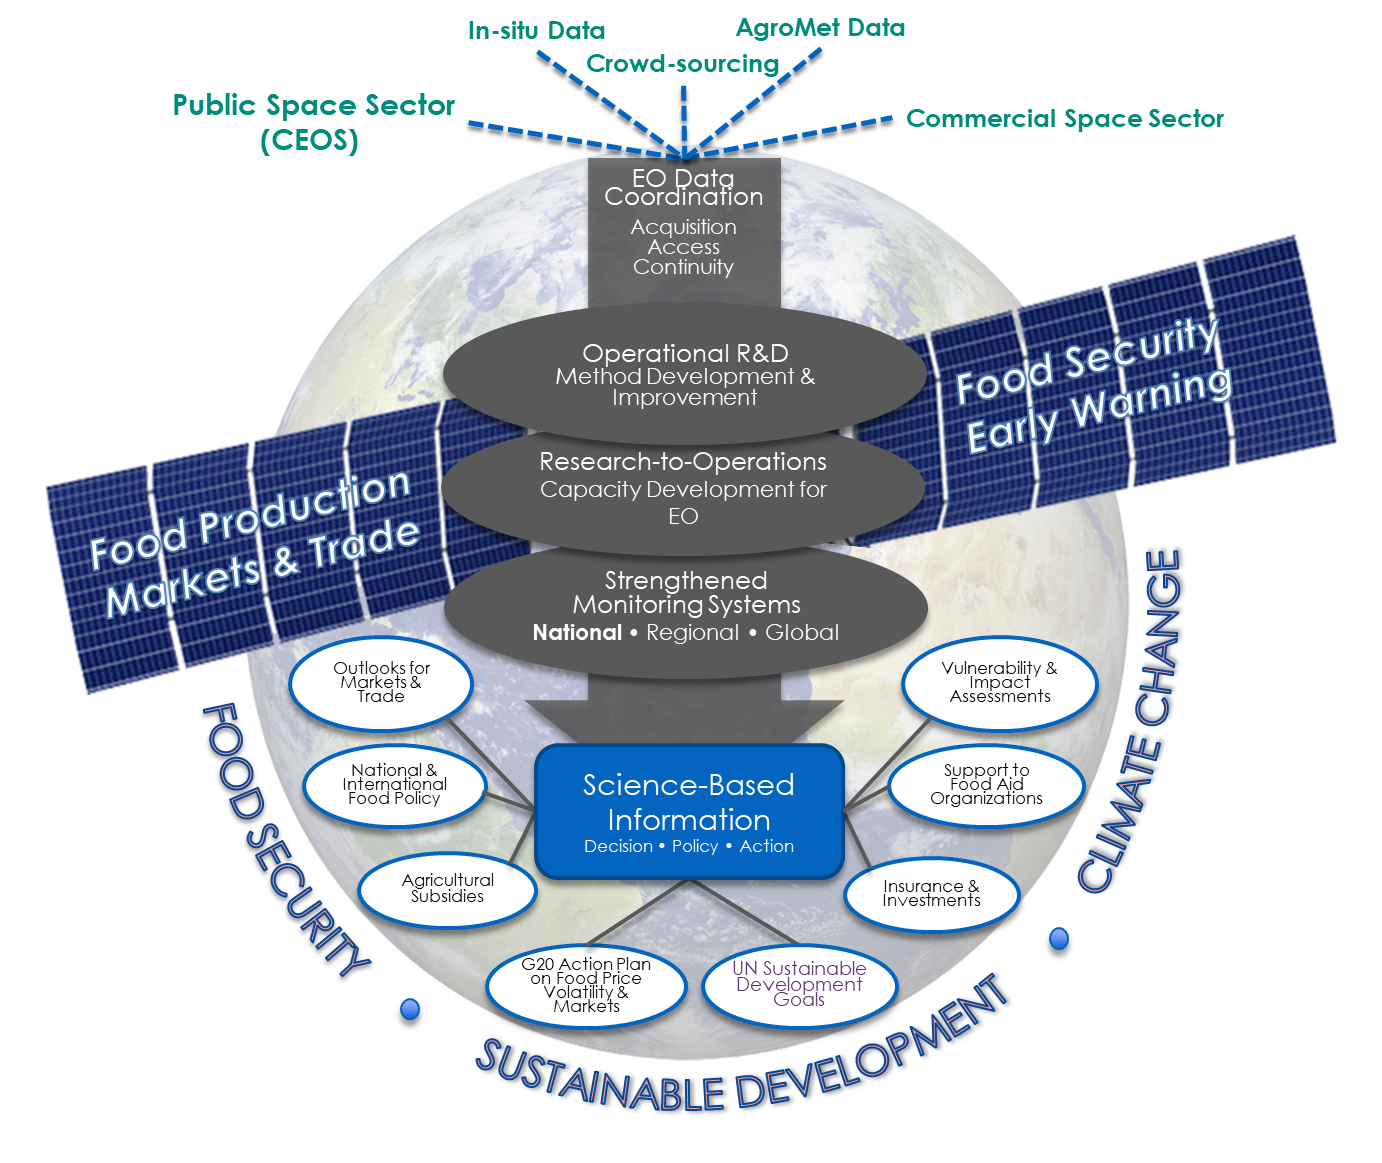 In-situ Data
AgroMet Data
Crowd-sourcing
Public Space Sector
(CEOS)
Commercial Space Sector
EO Data
Coordination
Acquisition
Access
Continuity
Operational R&D
Method Development &
Improvement
Food Security
Early Warning
Research-to-Operations
Capacity Development for
EO
Food Production
Markets & Trade
Strengthened
Monitoring Systems
National • Regional • Global
Outlooks for
Markets &
Trade
Vulnerability &
Impact
Assessments
National &
International
Food Policy
Science-Based
Information
Decision • Policy • Action
Support to
Food Aid
Organizations
Agricultural
Subsidies
Insurance &
Investments
G20 Action Plan
on Food Price
Volatility &
Markets
UN Sustainable
Development
Goals
FOOD SECURITY
SUSTAINABLE DEVELOPMENT
CLIMATE CHANGE